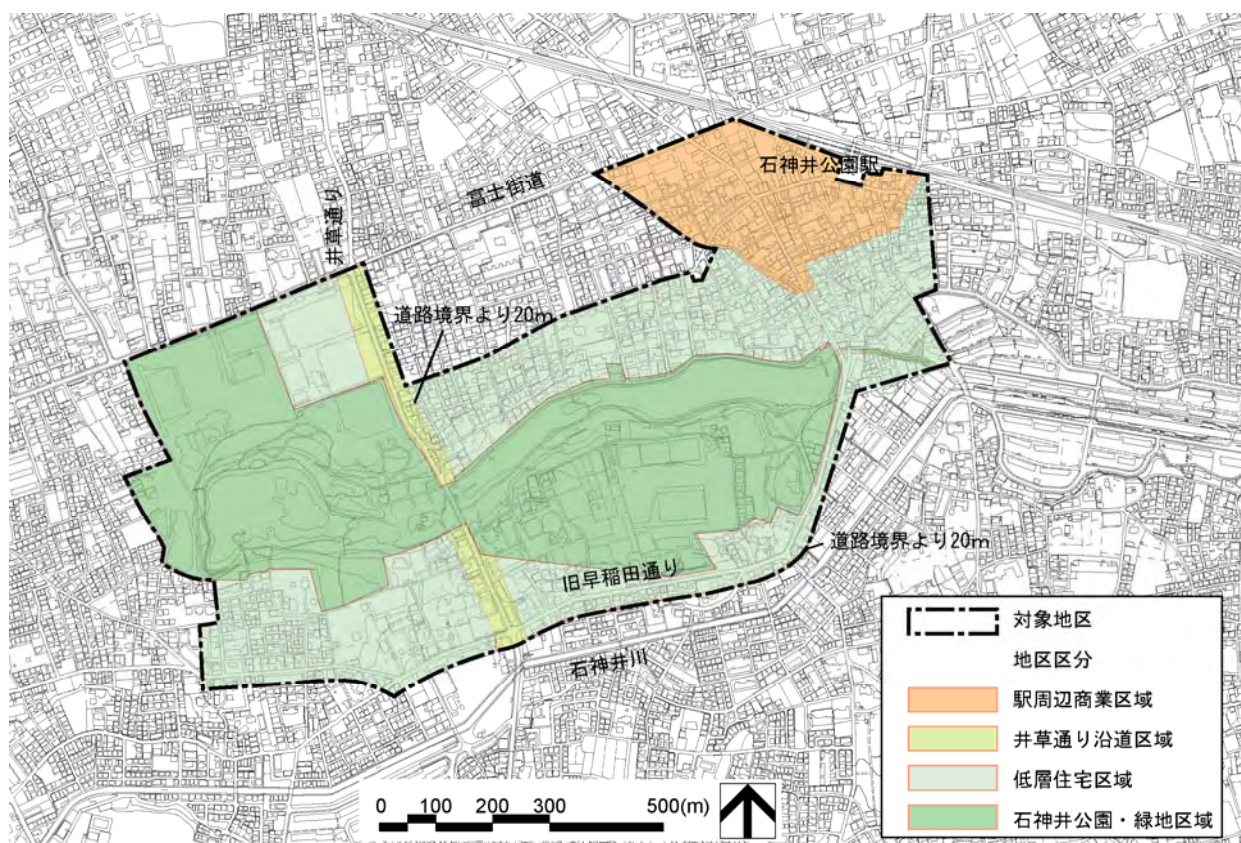 石神井公園駅
富士街道
井草通り
道路境界より20m
道路境界より20m
旧早稲田通り
石神井川
対象地区
地区区分
駅周辺商業区域
井草通り沿道区域
低層住宅区域
石神井公園・緑地区域
0 100 200 300 500(m)